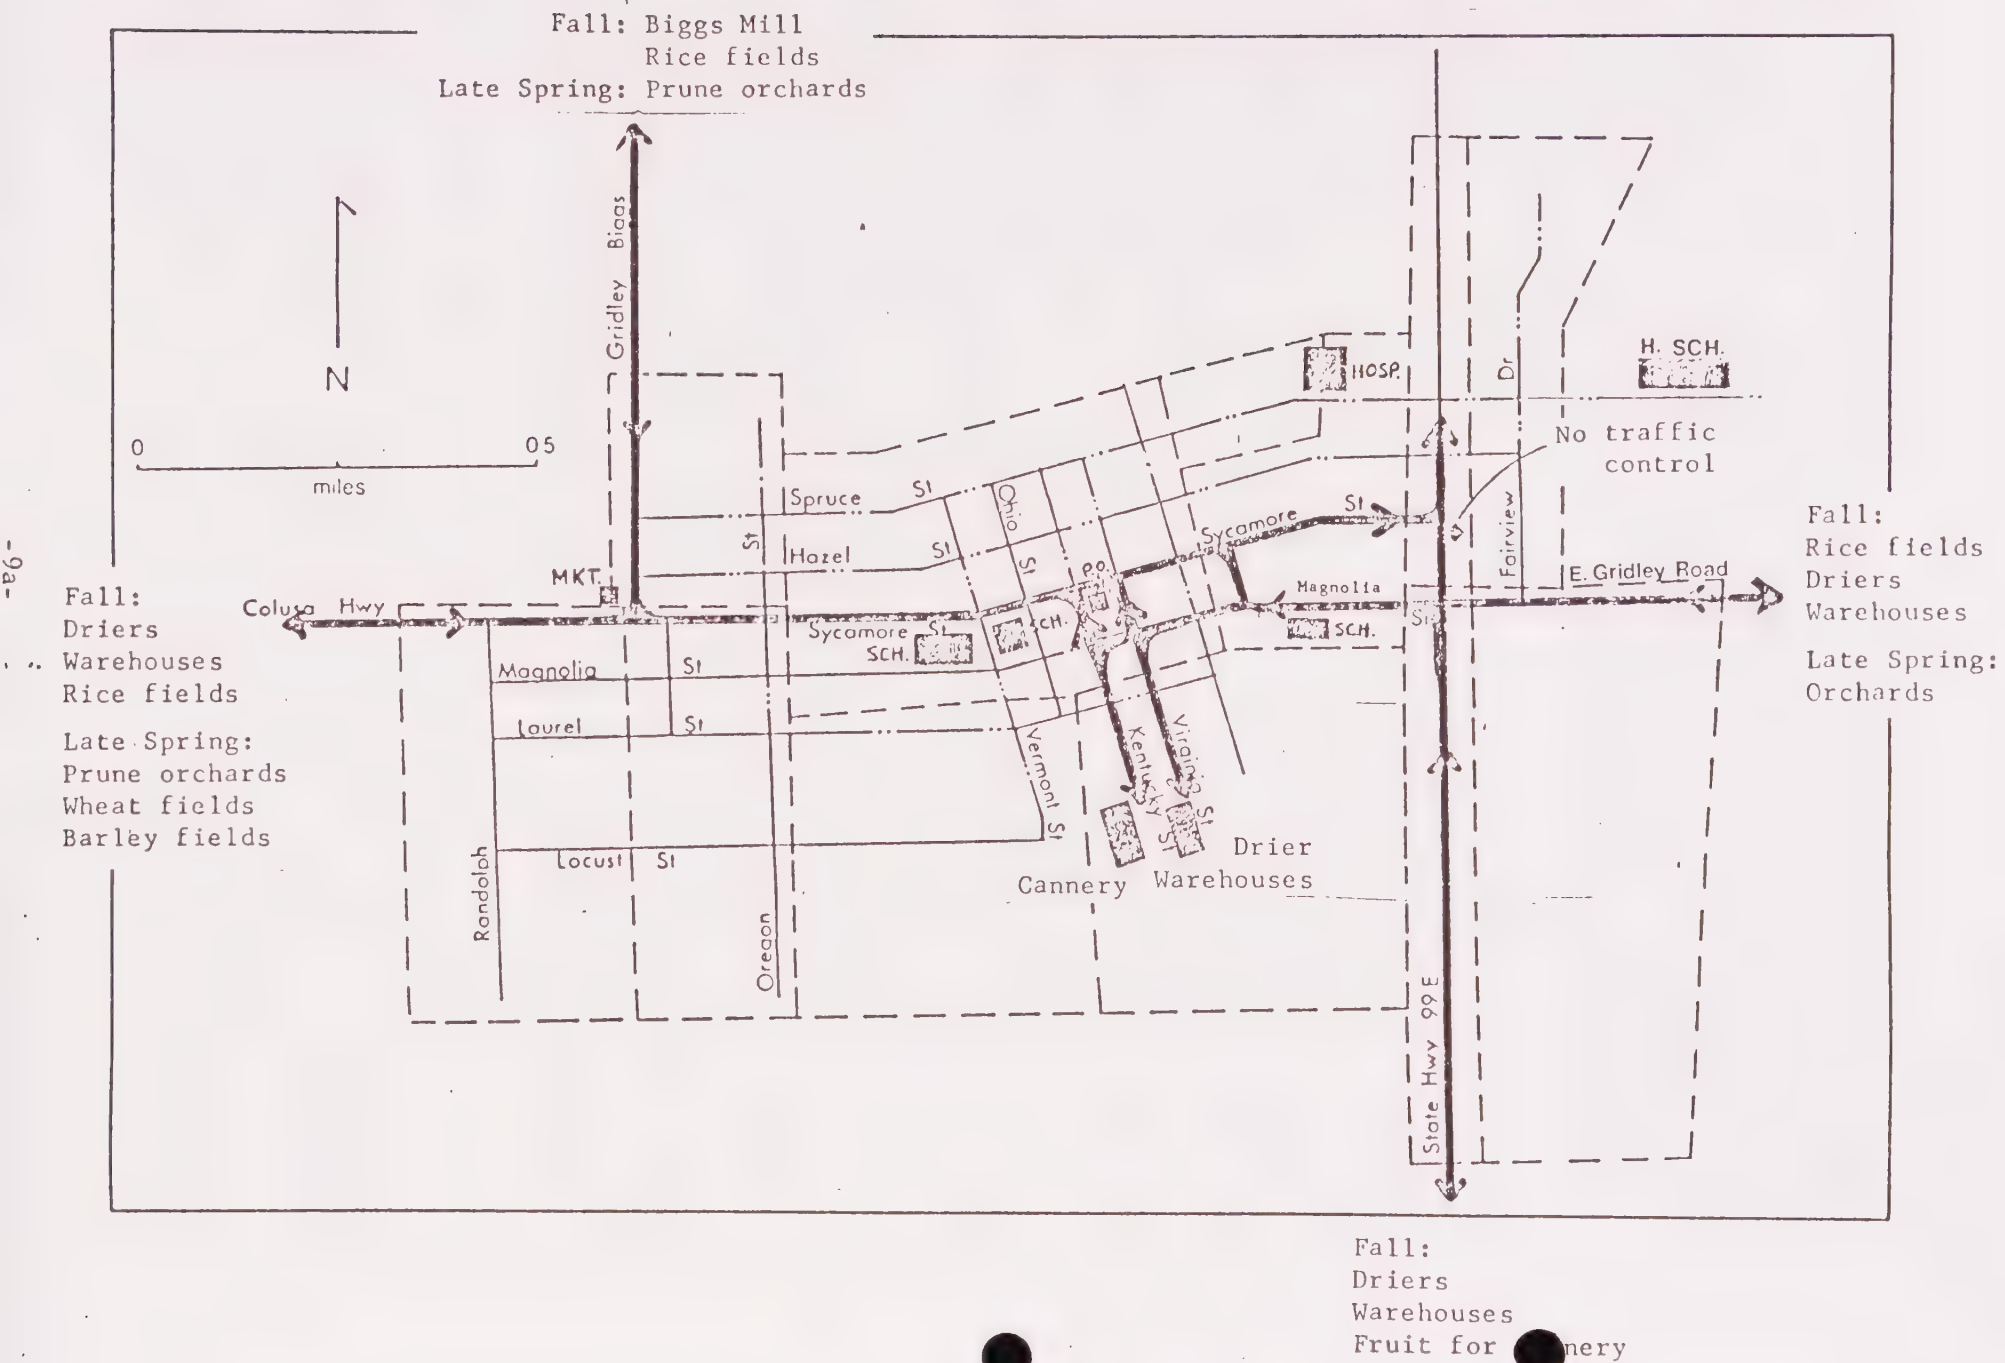 Fall: Biggs Mill
Rice fields
Late Spring: Prune orchards
Gridley Biggs
N
0 05
miles
H. SCH.
HOSP.
Dr
No traffic
control
Spruce St
Ohio
St
Hazel St
St
Sycamore St
Fairview
MKT.
P.O.
E. Gridley Road
Colusa Hwy
Magnolia
St
Sycamore St
SCH.
SCH.
SCH.
Magnolia St
Laurel St
Vermont St
Kentucky St
Virginia St
Locust St
Randolph
Oregon
Drier
Cannery Warehouses
State Hwy 99E
-9a-
Fall:
Driers
Warehouses
Rice fields
Late Spring:
Prune orchards
Wheat fields
Barley fields
Fall:
Rice fields
Driers
Warehouses
Late Spring:
Orchards
Fall:
Driers
Warehouses
Fruit for nery